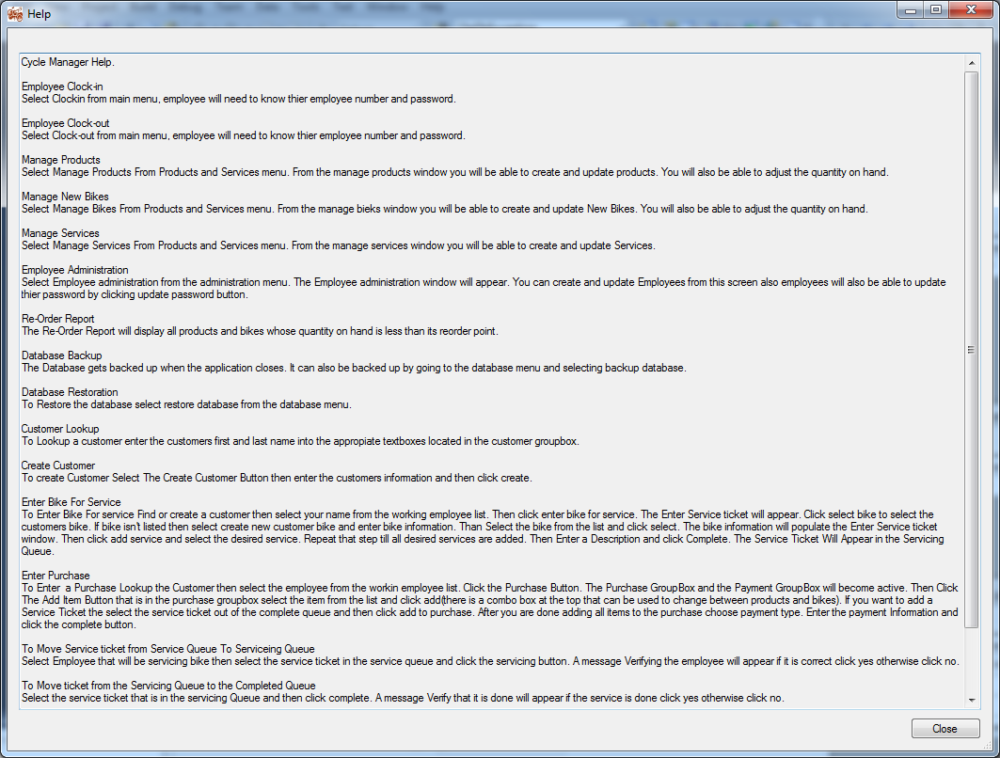 Help
Cycle Manager Help.
Employee Clock-in
Select Clockin from main menu, employee will need to know thier employee number and password.
Employee Clock-out
Select Clock-out from main menu, employee will need to know thier employee number and password.
Manage Products
Select Manage Products From Products and Services menu. From the manage products window you will be able to create and update products. You will also be able to adjust the quantity on hand.
Manage New Bikes
Select Manage Bikes From Products and Services menu. From the manage bieks window you will be able to create and update New Bikes. You will also be able to adjust the quantity on hand.
Manage Services
Select Manage Services From Products and Services menu. From the manage services window you will be able to create and update Services.
Employee Administration
Select Employee administration from the administration menu. The Employee administration window will appear. You can create and update Employees from this screen also employees will also be able to update
thier password by clicking update password button.
Re-Order Report
The Re-Order Report will display all products and bikes whose quantity on hand is less than its reorder point.
Database Backup
The Database gets backed up when the application closes. It can also be backed up by going to the database menu and selecting backup database.
Database Restoration
To Restore the database select restore database from the database menu.
Customer Lookup
To Lookup a customer enter the customers first and last name into the appropiate textboxes located in the customer groupbox.
Create Customer
To create Customer Select The Create Customer Button then enter the customers information and then click create.
Enter Bike For Service
To Enter Bike For service Find or create a customer then select your name from the working employee list. Then click enter bike for service. The Enter Service ticket will appear. Click select bike to select the
customers bike. If bike isn't listed then select create new customer bike and enter bike information. Than Select the bike from the list and click select. The bike information will populate the Enter Service ticket
window. Then click add service and select the desired service. Repeat that step till all desired services are added. Then Enter a Description and click Complete. The Service Ticket Will Appear in the Servicing
Queue.
Enter Purchase
To Enter  a Purchase Lookup the Customer then select the employee from the workin employee list. Click the Purchase Button. The Purchase GroupBox and the Payment GroupBox will become active. Then Click
The Add Item Button that is in the purchase groupbox select the item from the list and click add(there is a combo box at the top that can be used to change between products and bikes). If you want to add a
Service Ticket the select the service ticket out of the complete queue and then click add to purchase. After you are done adding all items to the purchase choose payment type. Enter the payment Information and
click the complete button.
To Move Service ticket from Service Queue To Serviceing Queue
Select Employee that will be servicing bike then select the service ticket in the service queue and click the servicing button. A message Verifying the employee will appear if it is correct click yes otherwise click no.
To Move ticket from the Servicing Queue to the Completed Queue
Select the service ticket that is in the servicing Queue and then click complete. A message Verify that it is done will appear if the service is done click yes otherwise click no.
Close